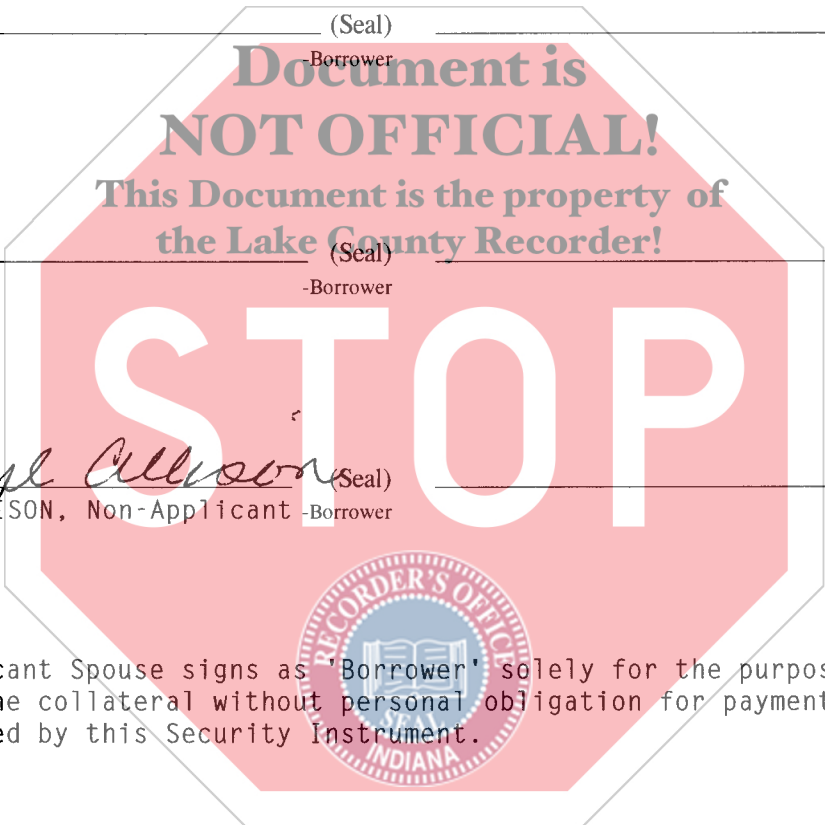 (Seal)
-Borrower
Document is
NOT OFFICIAL!
This Document is the property of
the Lake County Recorder!
(Seal)
-Borrower
STOP
Allison (Seal)
ISON, Non-Applicant -Borrower
RECORDER'S OFFICE
SEAL
INDIANA
cant Spouse signs as 'Borrower' solely for the purpos
e collateral without personal obligation for payment
ed by this Security Instrument.